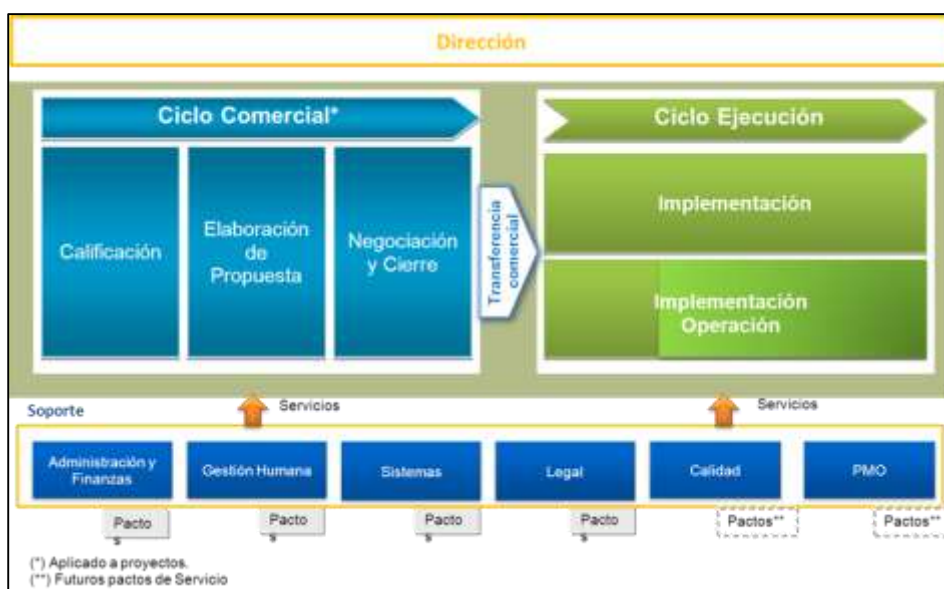 Dirección
Ciclo Comercial*
Ciclo Ejecución
Calificación
Elaboración
de
Propuesta
Negociación
y Cierre
Transferencia
comercial
Implementación
Implementación
Operación
Soporte
Servicios
Servicios
Administración y
Finanzas
Gestión Humana
Sistemas
Legal
Calidad
PMO
Pacto
s
Pacto
s
Pacto
s
Pacto
s
Pactos**
Pactos**
(*) Aplicado a proyectos.
(**) Futuros pactos de Servicio